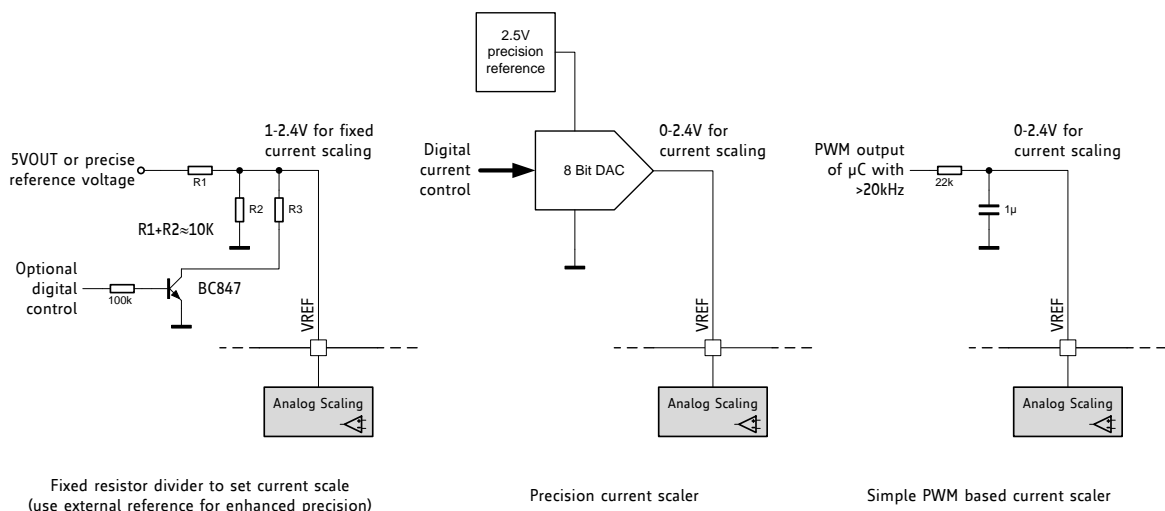 5VOUT or precise
reference voltage
R1
R2
R3
R1+R2≈10K
1-2.4V for fixed
current scaling
Optional
digital
control
100k
BC847
VREF
Analog Scaling
Fixed resistor divider to set current scale
(use external reference for enhanced precision)
2.5V
precision
reference
Digital
current
control
8 Bit DAC
0-2.4V for
current scaling
VREF
Analog Scaling
Precision current scaler
PWM output
of µC with
>20kHz
22k
1µ
0-2.4V for
current scaling
VREF
Analog Scaling
Simple PWM based current scaler